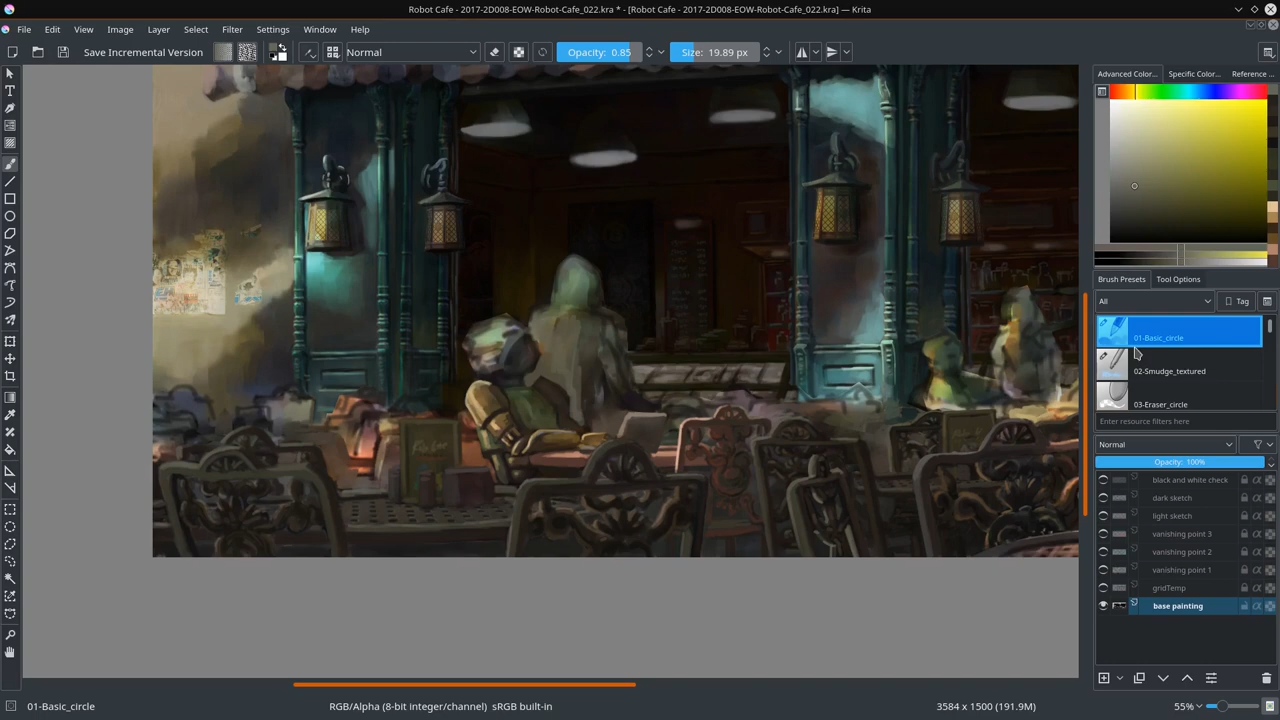 Robot Cafe - 2017-2D008-EOW-Robot-Cafe_022.kra * - [Robot Cafe - 2017-2D008-EOW-Robot-Cafe_022.kra] — Krita
File Edit View Image Layer Select Filter Settings Window Help
Save Incremental Version Normal Opacity: 0.85 Size: 19.89 px
Advanced Color... Specific Color... Reference ...
Brush Presets Tool Options
All Tag
01-Basic_circle
02-Smudge_textured
03-Eraser_circle
Enter resource filters here
Normal
Opacity: 100%
black and white check
dark sketch
light sketch
vanishing point 3
vanishing point 2
vanishing point 1
gridTemp
base painting
01-Basic_circle RGB/Alpha (8-bit integer/channel) sRGB built-in 3584 x 1500 (191.9M) 55%